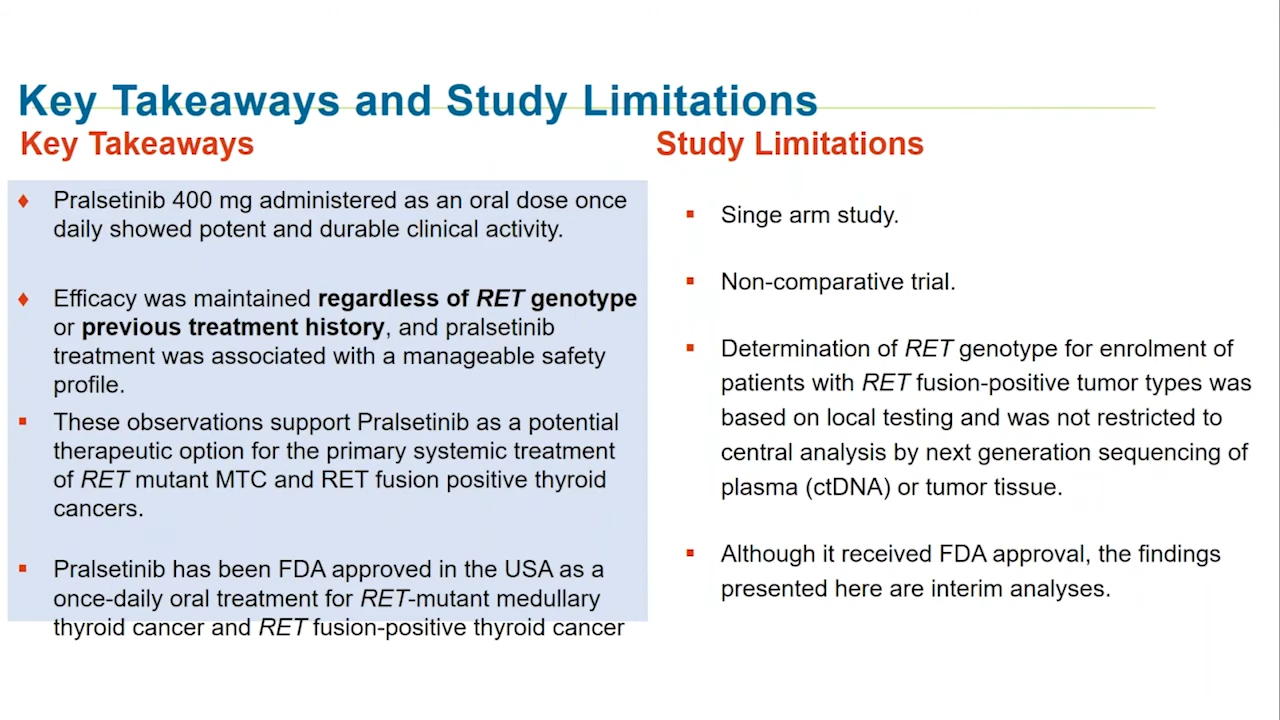 Key Takeaways and Study Limitations
Key Takeaways
Pralsetinib 400 mg administered as an oral dose once
daily showed potent and durable clinical activity.
Efficacy was maintained regardless of RET genotype
or previous treatment history, and pralsetinib
treatment was associated with a manageable safety
profile.
These observations support Pralsetinib as a potential
therapeutic option for the primary systemic treatment
of RET mutant MTC and RET fusion positive thyroid
cancers.
Pralsetinib has been FDA approved in the USA as a
once-daily oral treatment for RET-mutant medullary
thyroid cancer and RET fusion-positive thyroid cancer
Study Limitations
Singe arm study.
Non-comparative trial.
Determination of RET genotype for enrolment of
patients with RET fusion-positive tumor types was
based on local testing and was not restricted to
central analysis by next generation sequencing of
plasma (ctDNA) or tumor tissue.
Although it received FDA approval, the findings
presented here are interim analyses.